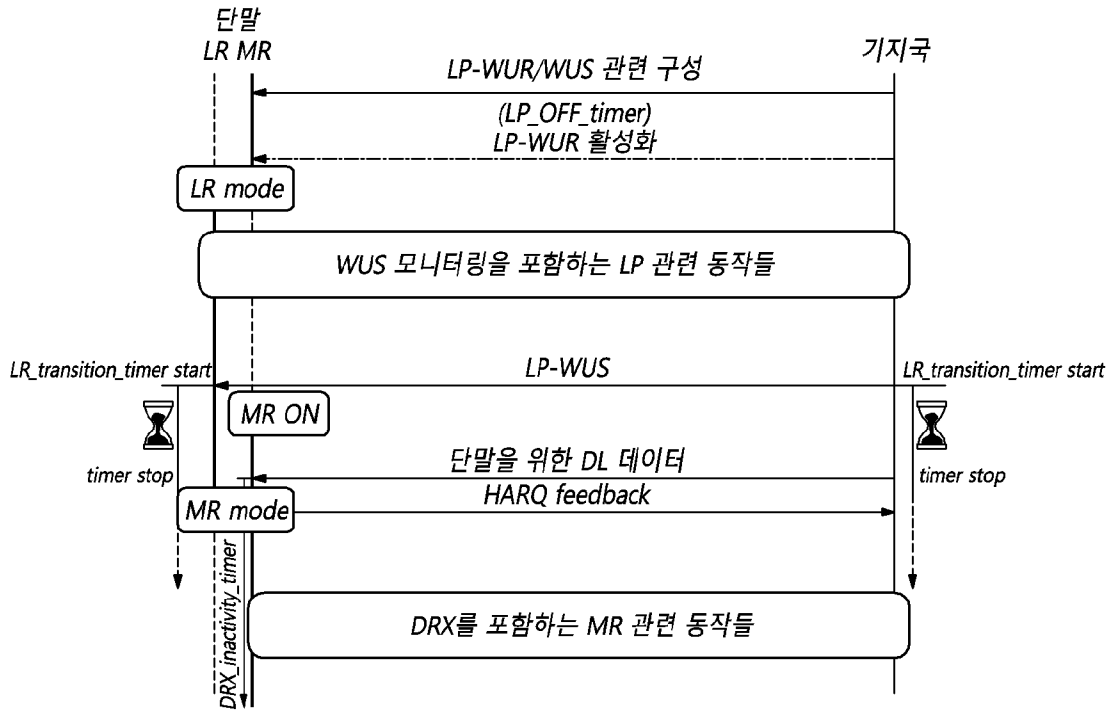 단말
LR MR
기지국
LP-WUR/WUS 관련 구성
(LP_OFF_timer)
LP-WUR 활성화
LR mode
WUS 모니터링을 포함하는 LP 관련 동작들
LR_transition_timer start
LP-WUS
LR_transition_timer start
MR ON
단말을 위한 DL 데이터
timer stop
timer stop
HARQ feedback
MR mode
DRX_inactivity_timer
DRX를 포함하는 MR 관련 동작들